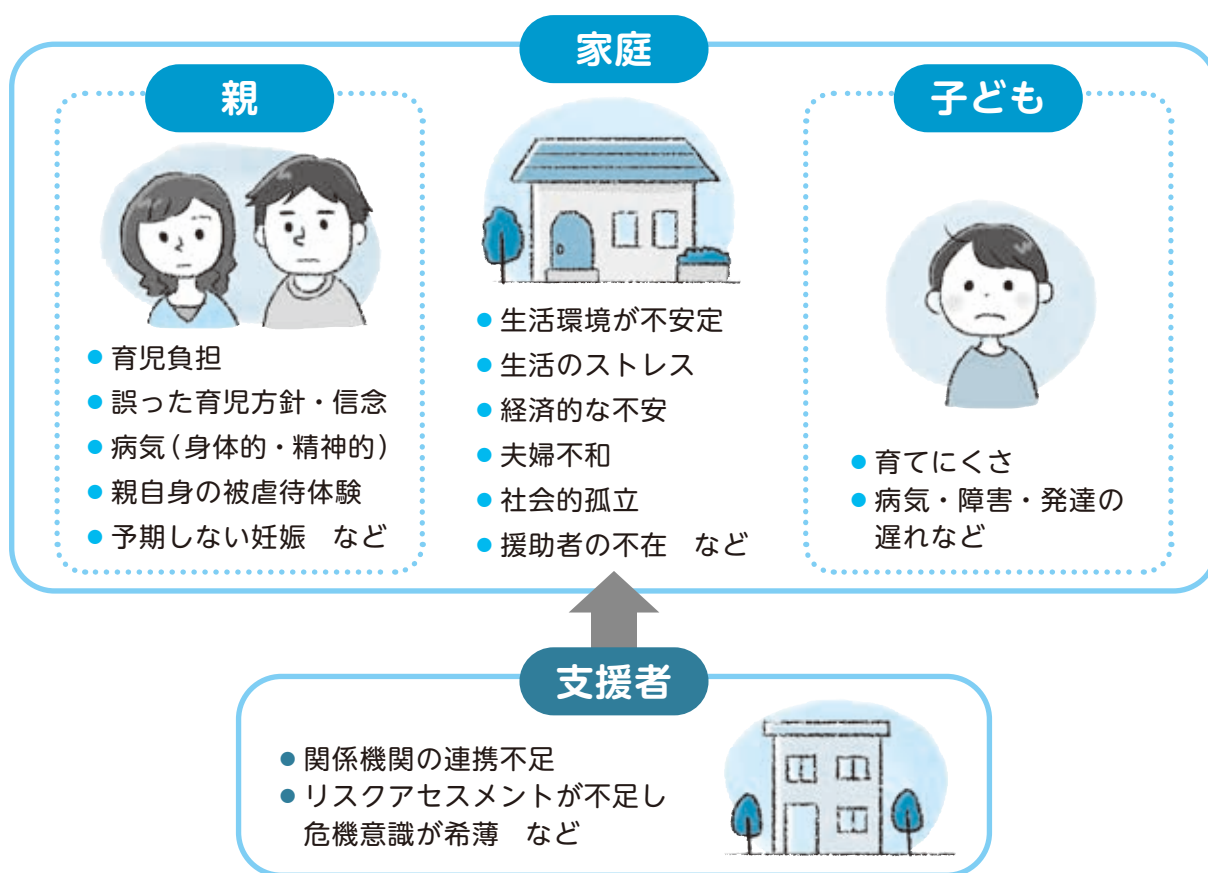 家庭
親
● 育児負担
● 誤った育児方針・信念
● 病気(身体的・精神的)
● 親自身の被虐待体験
● 予期しない妊娠　など
● 生活環境が不安定
● 生活のストレス
● 経済的な不安
● 夫婦不和
● 社会的孤立
● 援助者の不在　など
子ども
● 育てにくさ
● 病気・障害・発達の
遅れなど
支援者
● 関係機関の連携不足
● リスクアセスメントが不足し
危機意識が希薄　など